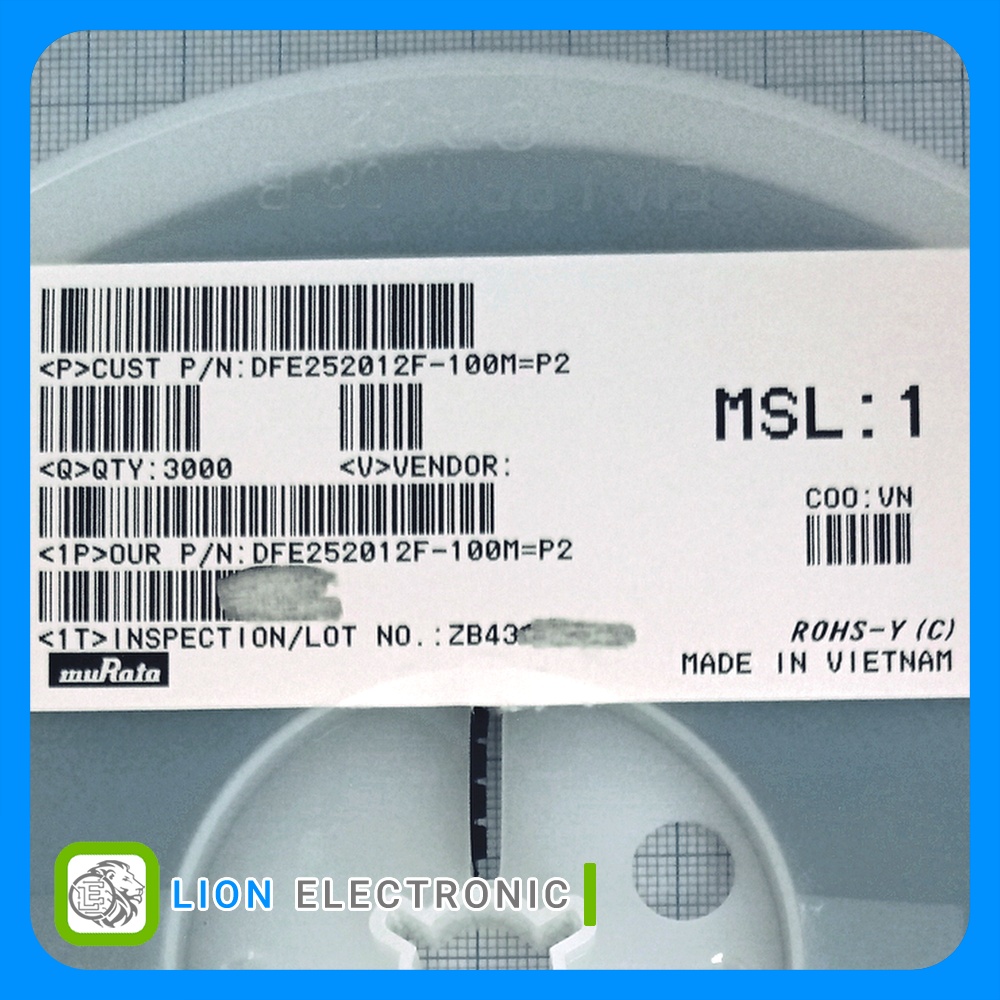 <P>CUST P/N:DFE252012F-100M=P2
MSL:1
<Q>QTY:3000
<V>VENDOR:
COO:VN
<1P>OUR P/N:DFE252012F-100M=P2
<1T>INSPECTION/LOT NO.:ZB43
ROHS-Y(C)
muRata
MADE IN VIETNAM
LE
LION ELECTRONIC